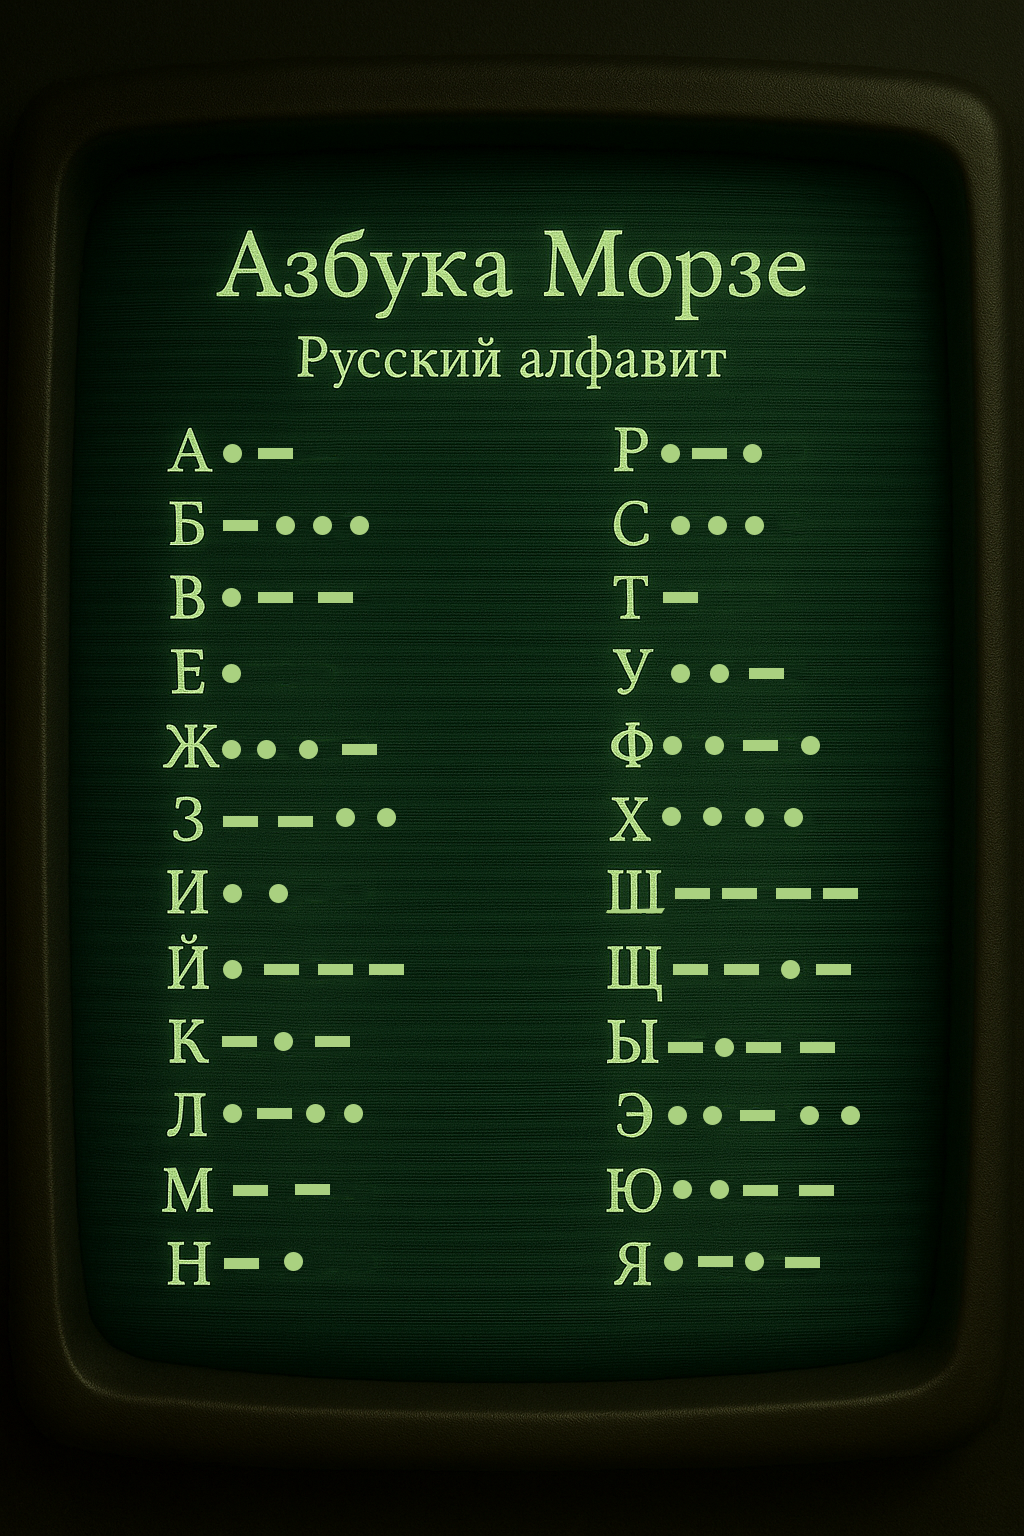 Азбука Морзе
Русский алфавит
А • —
Б — • • •
В • — —
Е •
Ж • • • —
З — — • •
И • •
Й • — — —
К — • —
Л • — • •
М — —
Н — •
Р • — •
С • • •
Т —
У • • —
Ф • • — •
Х • • • •
Ш — — — —
Щ — — • —
Ы — • — —
Э • • — • •
Ю • • — —
Я • — • —